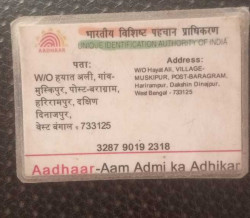 भारतीय विशिष्ट पहचान प्राधिकरण
UNIQUE IDENTIFICATION AUTHORITY OF INDIA
पता:
W/O हयात अली, गांव-
मुस्किपुर, पोस्ट-बराग्राम,
हरिरामपुर, दक्षिण
दिनाजपुर,
वेस्ट बंगाल - 733125
Address:
W/O Hayat Ali, VILLAGE-
MUSKIPUR, POST-BARAGRAM,
Harirampur, Dakshin Dinajpur,
West Bengal - 733125
3287 9019 2318
Aadhaar-Aam Admi ka Adhikar